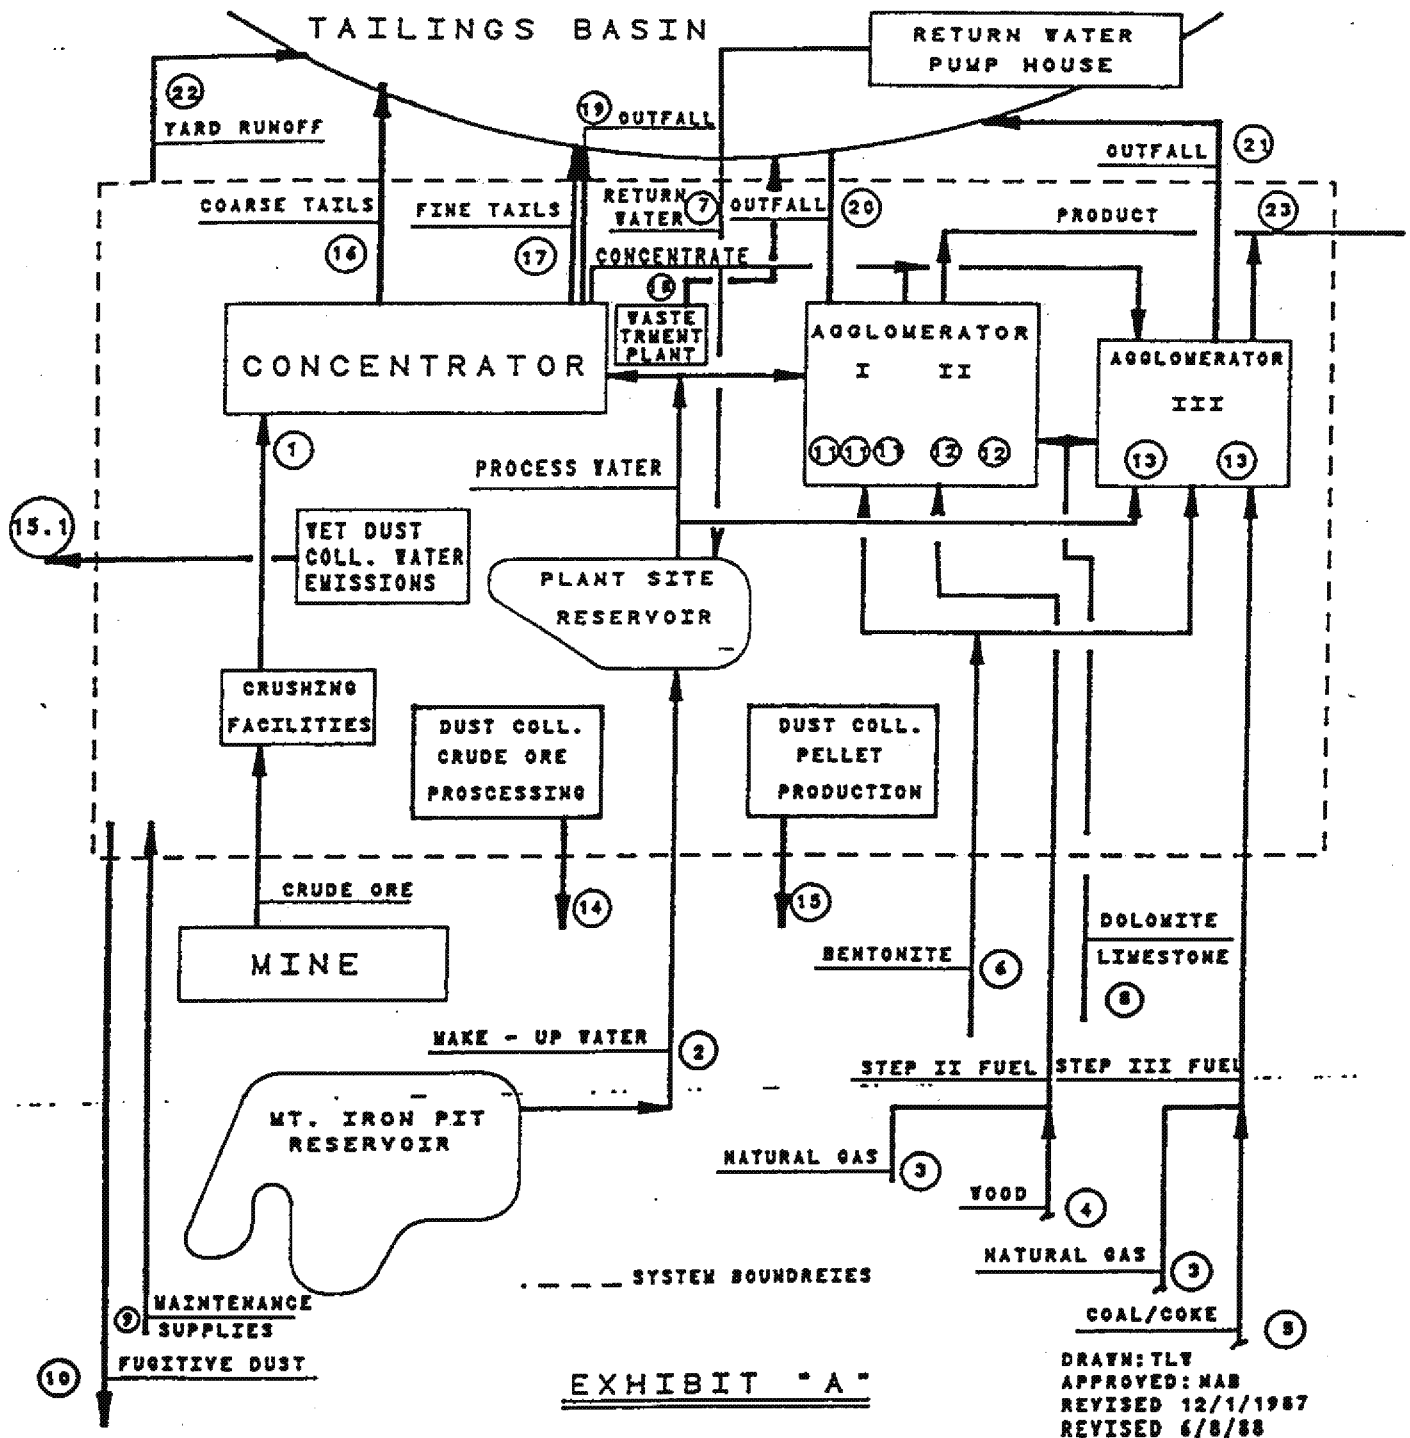 TAILINGS BASIN
RETURN WATER
PUMP HOUSE
22
YARD RUNOFF
19
OUTFALL
OUTFALL
21
COARSE TAILS
16
FINE TAILS
17
RETURN
WATER
7
OUTFALL
20
PRODUCT
23
CONCENTRATE
18
WASTE
TRMENT
PLANT
CONCENTRATOR
AGGLOMERATOR
I II
11 11 11 12 12
AGGLOMERATOR
III
13 13
1
PROCESS WATER
15.1
WET DUST
COLL. WATER
EMISSIONS
PLANT SITE
RESERVOIR
CRUSHING
FACILITIES
DUST COLL.
CRUDE ORE
PROSCESSING
DUST COLL.
PELLET
PRODUCTION
CRUDE ORE
14
15
MINE
BENTONITE
6
DOLOMITE
LIMESTONE
8
MAKE - UP WATER
2
STEP II FUEL
STEP III FUEL
MT. IRON PIT
RESERVOIR
NATURAL GAS
3
WOOD
4
NATURAL GAS
3
SYSTEM BOUNDREIES
COAL/COKE
5
9
MAINTENANCE
SUPPLIES
10
FUGITIVE DUST
EXHIBIT "A"
DRAWN: TLW
APPROVED: NAB
REVISED 12/1/1987
REVISED 6/8/88